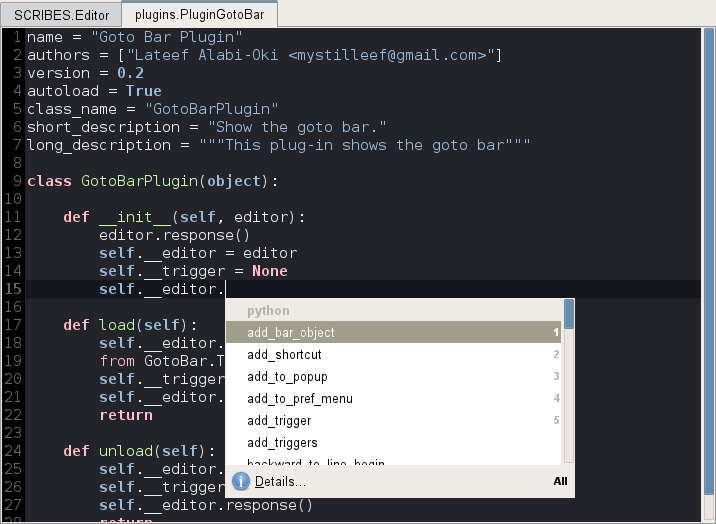 SCRIBES.Editor plugins.PluginGotoBar
1 name = "Goto Bar Plugin"
2 authors = ["Lateef Alabi-Oki <mystilleef@gmail.com>"]
3 version = 0.2
4 autoload = True
5 class_name = "GotoBarPlugin"
6 short_description = "Show the goto bar."
7 long_description = """This plug-in shows the goto bar"""
8
9 class GotoBarPlugin(object):
10
11 def __init__(self, editor):
12 editor.response()
13 self.__editor = editor
14 self.__trigger = None
15 self.__editor.
16
17 def load(self):
18 self.__editor.
19 from GotoBar.T
20 self.__trigger
21 self.__editor.
22 return
23
24 def unload(self):
25 self.__editor.
26 self.__trigger
27 self.__editor.response()
28 return
python
add_bar_object 1
add_shortcut 2
add_to_popup 3
add_to_pref_menu 4
add_trigger 5
add_triggers
backward_to_line_begin
Details... All